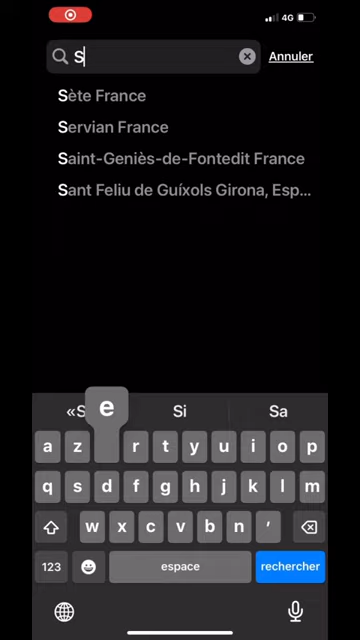 4G
S
Annuler
Sète France
Servian France
Saint-Geniès-de-Fontedit France
Sant Feliu de Guíxols Girona, Esp...
«S Si Sa
e
a z r t y u i o p
q s d f g h j k l m
w x c v b n ’
123 espace rechercher